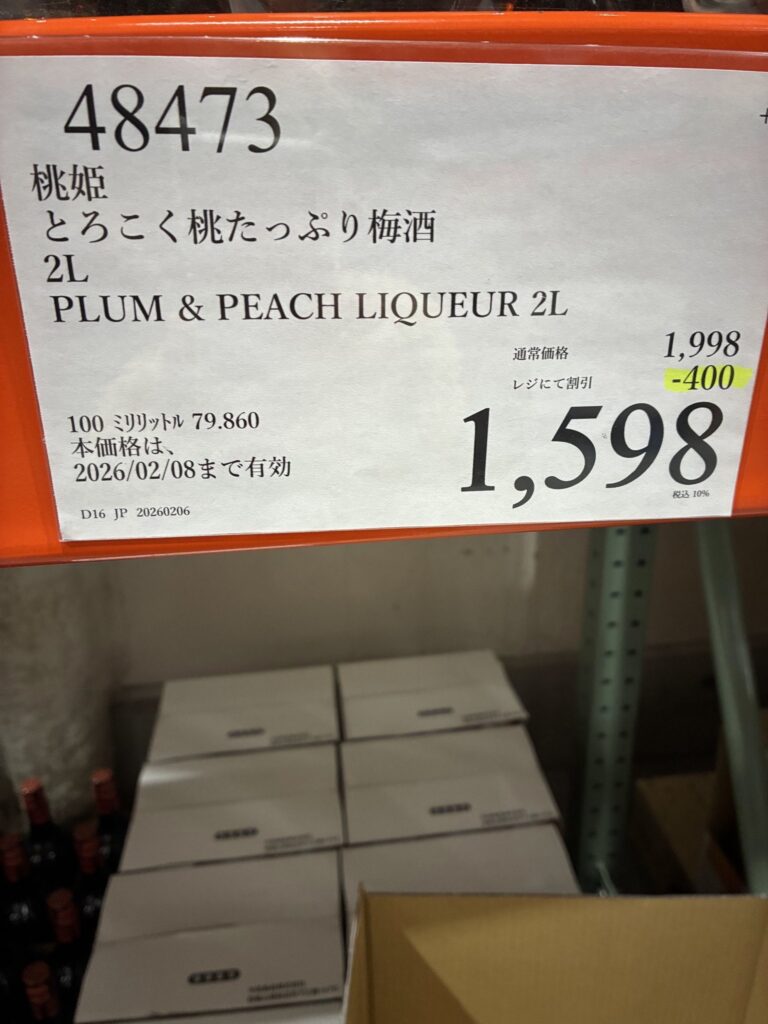 48473
桃姫
とろこく桃たっぷり梅酒
2L
PLUM & PEACH LIQUEUR 2L
通常価格 1,998
レジにて割引 -400
1,598
税込 10%
100 ミリリットル 79.860
本価格は、
2026/02/08まで有効
D16 JP 20260206